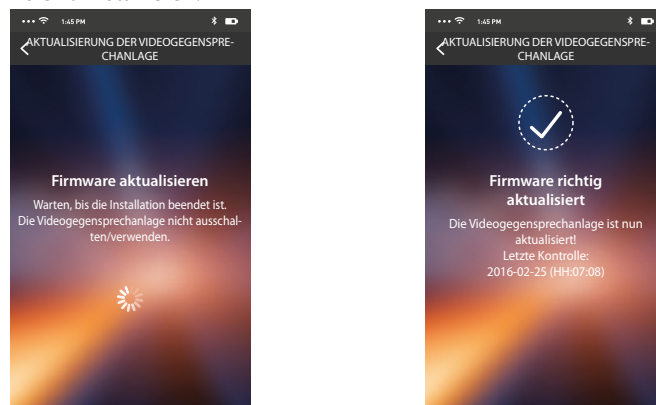 1:45 PM
AKTUALISIERUNG DER VIDEOGEGENSPRE-
CHANLAGE
Firmware aktualisieren
Warten, bis die Installation beendet ist.
Die Videogegensprechanlage nicht ausschal-
ten/verwenden.
1:45 PM
AKTUALISIERUNG DER VIDEOGEGENSPRE-
CHANLAGE
Firmware richtig
aktualisiert
Die Videogegensprechanlage ist nun
aktualisiert!
Letzte Kontrolle:
2016-02-25 (HH:07:08)